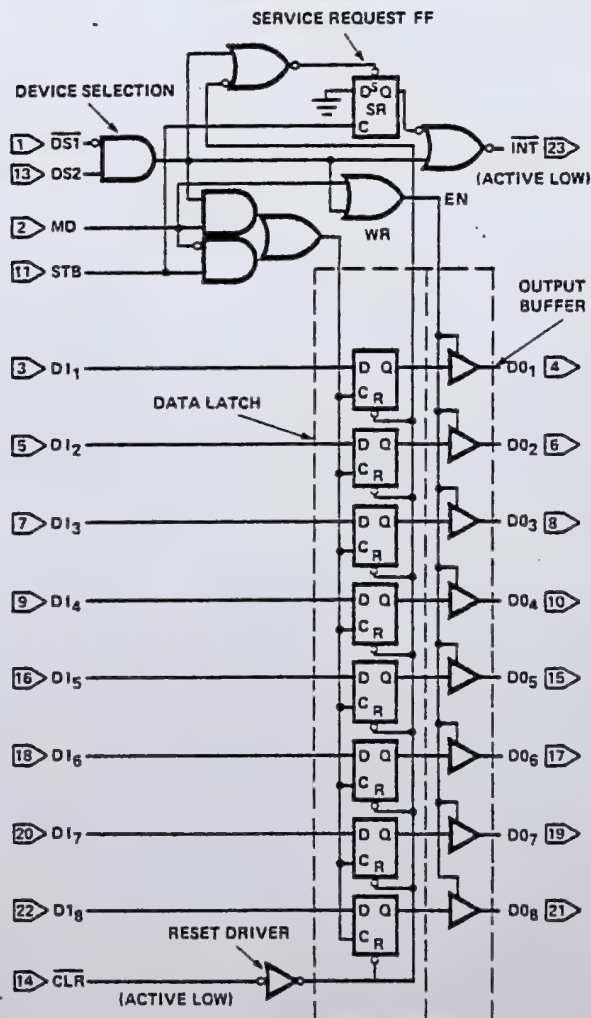 SERVICE REQUEST FF
DEVICE SELECTION
D S Q
SR
C
1 DS1
13 DS2
INT 23
(ACTIVE LOW)
2 MD
EN
WR
11 STB
OUTPUT
BUFFER
3 DI1 D Q C R DO1 4
DATA LATCH
5 DI2 D Q C R DO2 6
7 DI3 D Q C R DO3 8
9 DI4 D Q C R DO4 10
16 DI5 D Q C R DO5 15
18 DI6 D Q C R DO6 17
20 DI7 D Q C R DO7 19
22 DI8 D Q C R DO8 21
RESET DRIVER
14 CLR
(ACTIVE LOW)